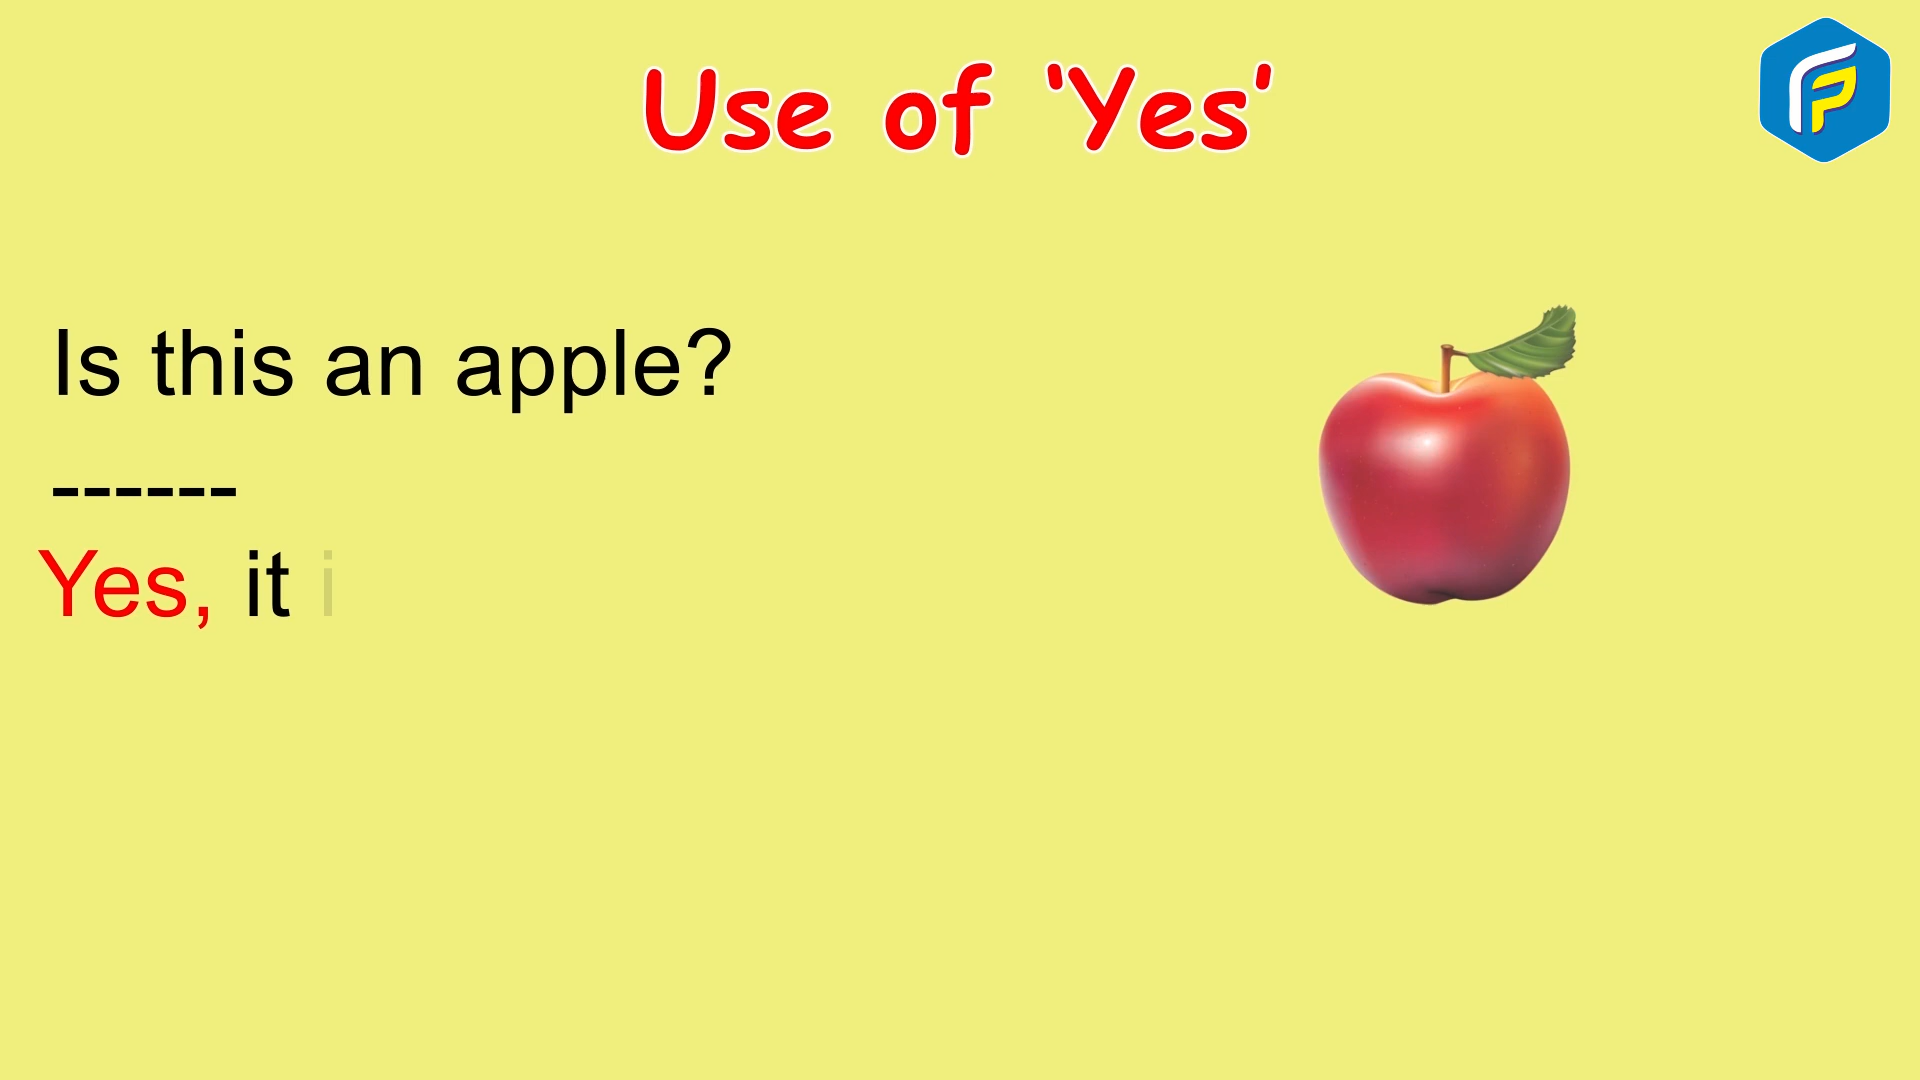 Use of ‘Yes’
Is this an apple?
------
Yes, it i